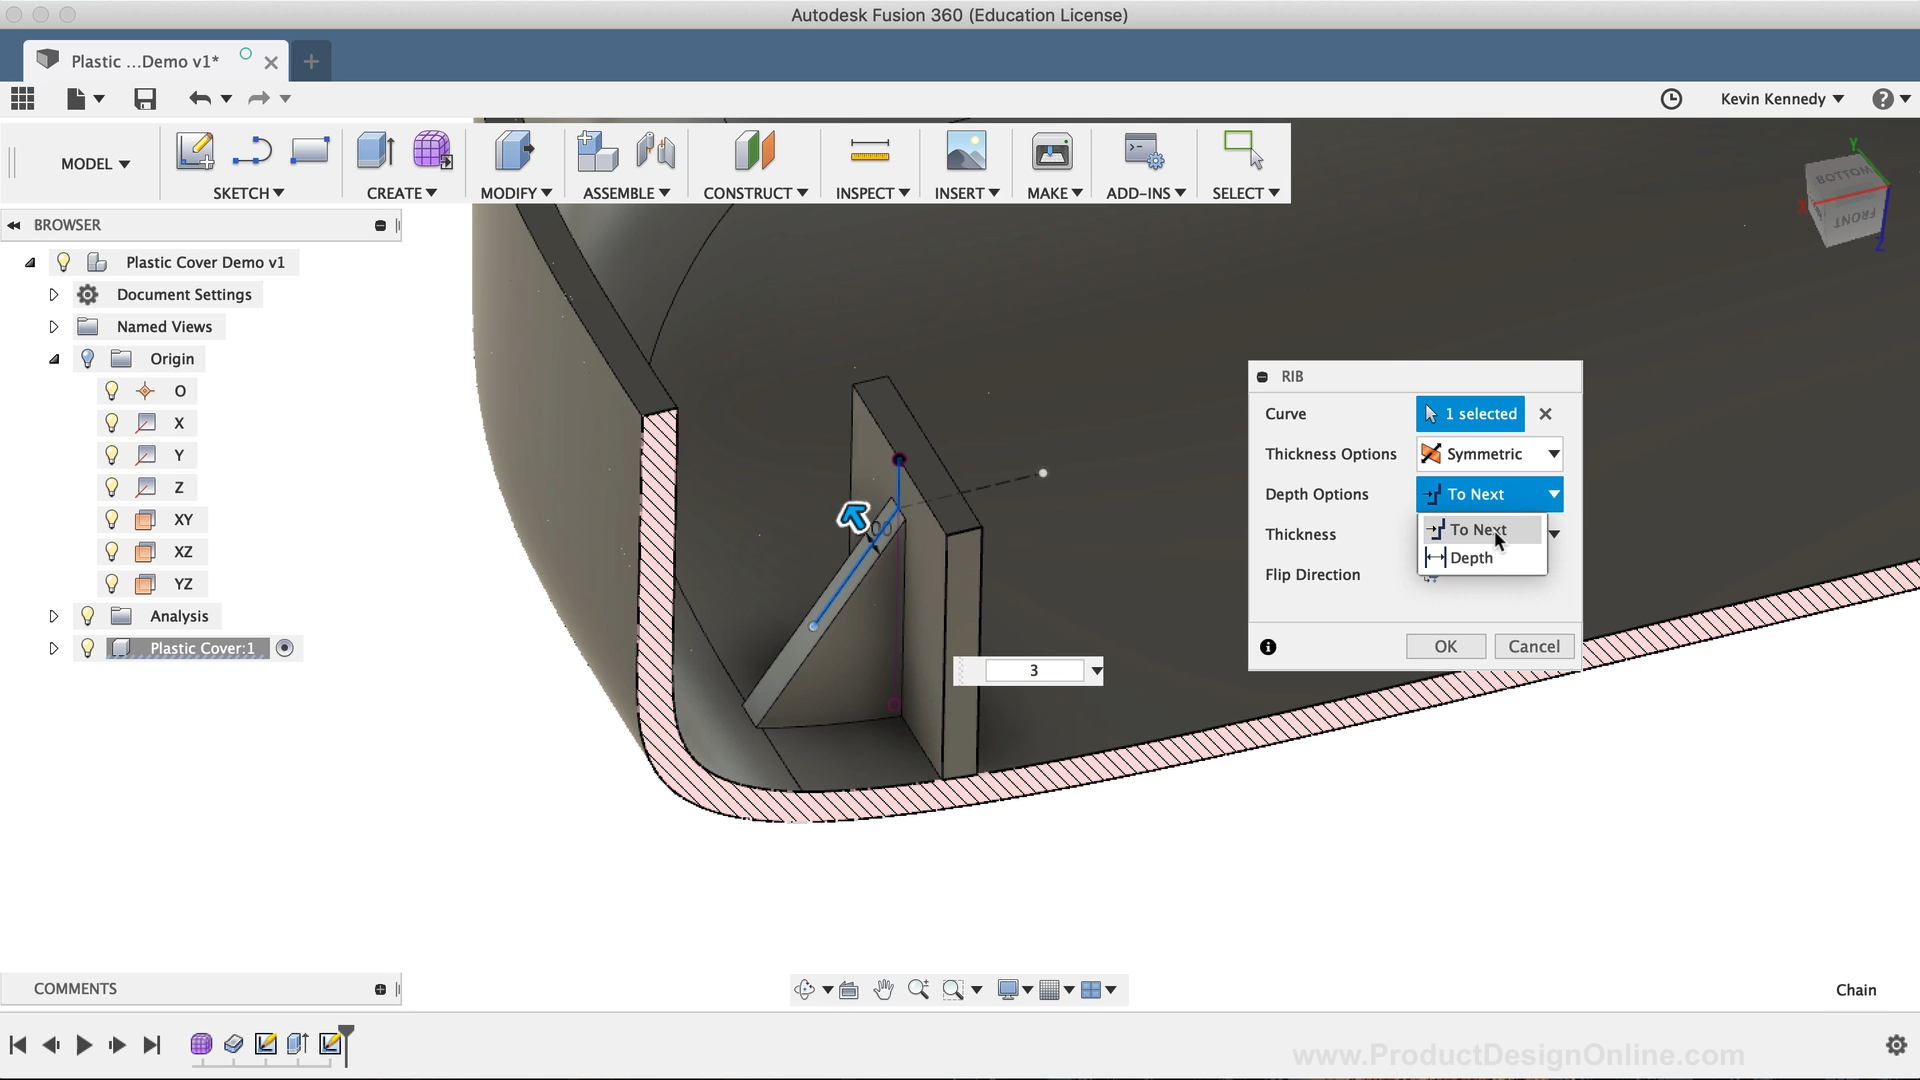 Autodesk Fusion 360 (Education License)
Plastic ...Demo v1*
Kevin Kennedy
MODEL
SKETCH
CREATE
MODIFY
ASSEMBLE
CONSTRUCT
INSPECT
INSERT
MAKE
ADD-INS
SELECT
BROWSER
Plastic Cover Demo v1
Document Settings
Named Views
Origin
O
X
Y
Z
XY
XZ
YZ
Analysis
Plastic Cover:1
Y
BOTTOM
X
FRONT
Z
RIB
Curve
1 selected
Thickness Options
Symmetric
Depth Options
To Next
To Next
Thickness
Depth
Flip Direction
OK
Cancel
3
COMMENTS
Chain
www.ProductDesignOnline.com